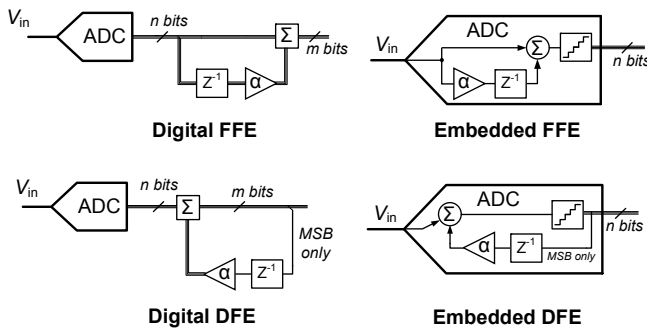 Vin ADC n bits Σ m bits
Z-1 α
Digital FFE
Vin ADC Σ n bits
α Z-1
Embedded FFE
Vin ADC n bits Σ m bits
MSB only
α Z-1
Digital DFE
Vin Σ ADC n bits
α Z-1 MSB only
Embedded DFE